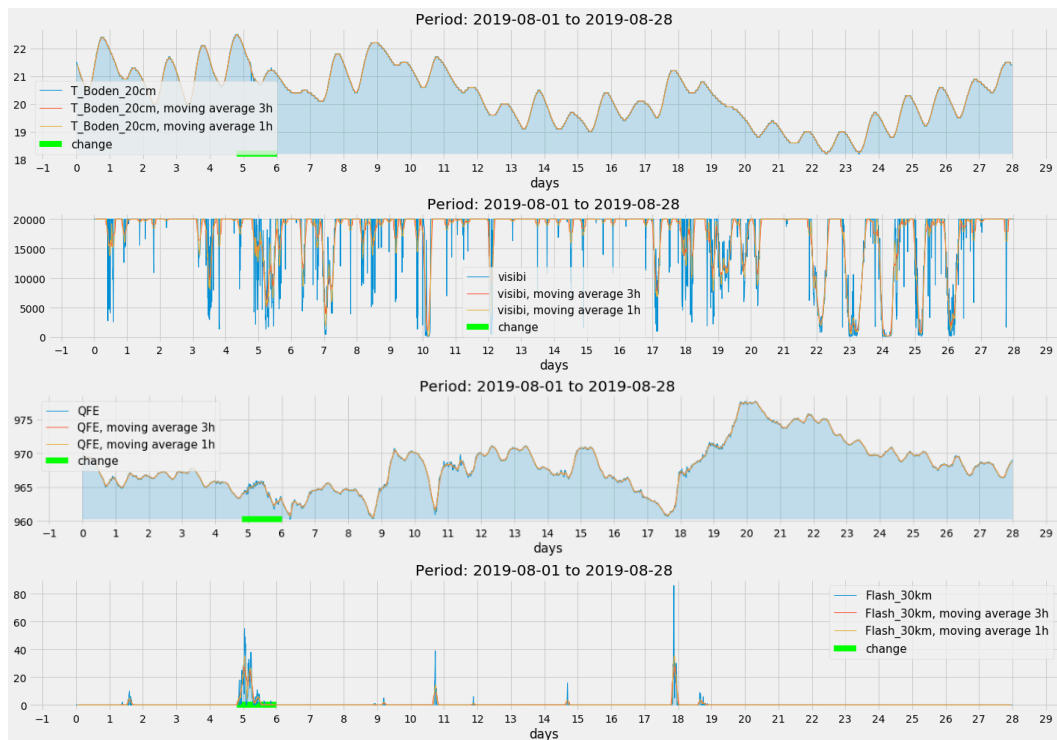 Period: 2019-08-01 to 2019-08-28
22
21
20
19
18
T_Boden_20cm
T_Boden_20cm, moving average 3h
T_Boden_20cm, moving average 1h
change
−1 0 1 2 3 4 5 6 7 8 9 10 11 12 13 14 15 16 17 18 19 20 21 22 23 24 25 26 27 28 29
days
Period: 2019-08-01 to 2019-08-28
20000
15000
10000
5000
0
visibi
visibi, moving average 3h
visibi, moving average 1h
change
−1 0 1 2 3 4 5 6 7 8 9 10 11 12 13 14 15 16 17 18 19 20 21 22 23 24 25 26 27 28 29
days
Period: 2019-08-01 to 2019-08-28
975
970
965
960
QFE
QFE, moving average 3h
QFE, moving average 1h
change
−1 0 1 2 3 4 5 6 7 8 9 10 11 12 13 14 15 16 17 18 19 20 21 22 23 24 25 26 27 28 29
days
Period: 2019-08-01 to 2019-08-28
80
60
40
20
0
Flash_30km
Flash_30km, moving average 3h
Flash_30km, moving average 1h
change
−1 0 1 2 3 4 5 6 7 8 9 10 11 12 13 14 15 16 17 18 19 20 21 22 23 24 25 26 27 28 29
days